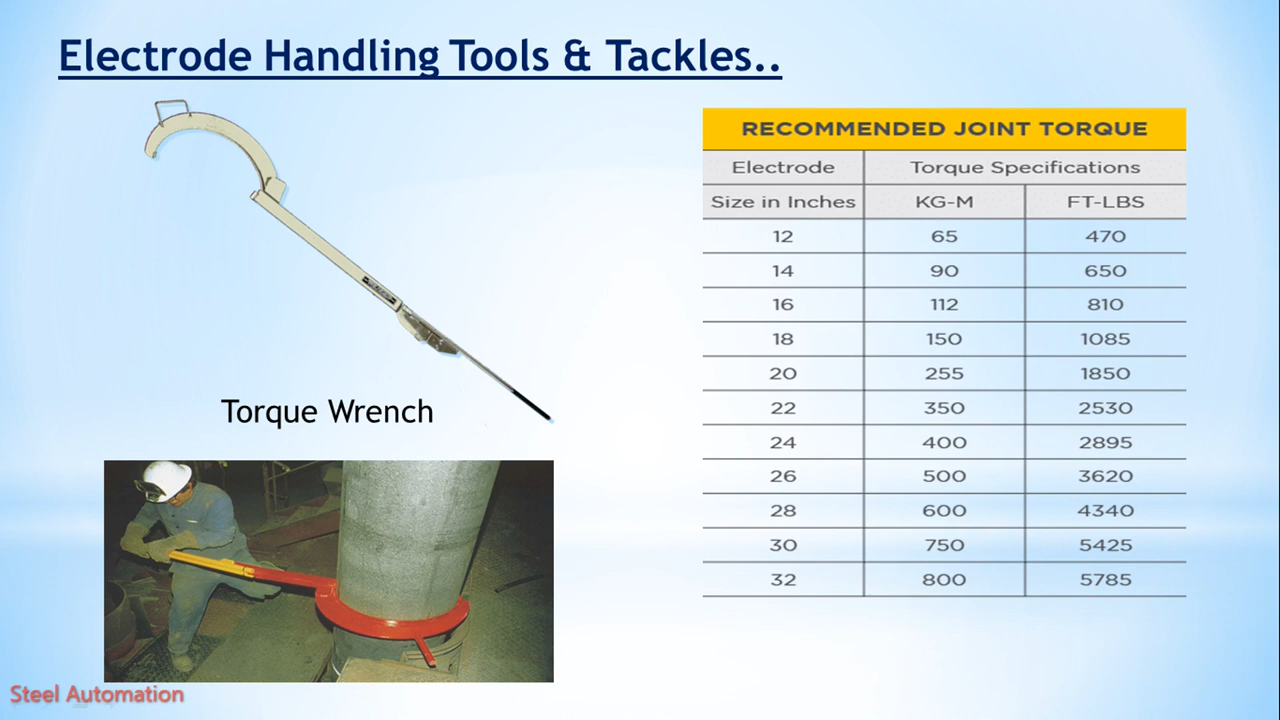 Electrode Handling Tools & Tackles..
RECOMMENDED JOINT TORQUE
Electrode Torque Specifications
Size in Inches KG-M FT-LBS
12 65 470
14 90 650
16 112 810
18 150 1085
20 255 1850
22 350 2530
24 400 2895
26 500 3620
28 600 4340
30 750 5425
32 800 5785
Torque Wrench
Steel Automation